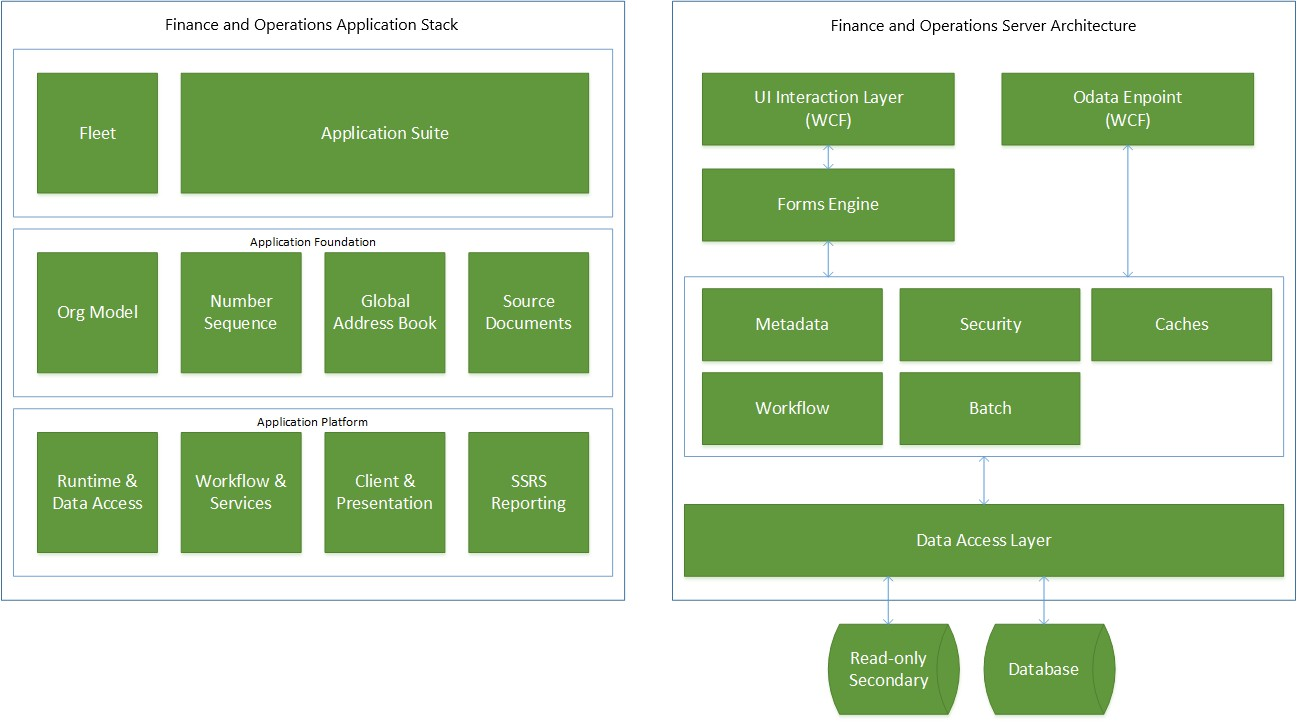 Finance and Operations Application Stack
Fleet
Application Suite
Application Foundation
Org Model
Number
Sequence
Global
Address Book
Source
Documents
Application Platform
Runtime &
Data Access
Workflow &
Services
Client &
Presentation
SSRS
Reporting
Finance and Operations Server Architecture
UI Interaction Layer
(WCF)
Odata Enpoint
(WCF)
Forms Engine
Metadata
Security
Caches
Workflow
Batch
Data Access Layer
Read-only
Secondary
Database